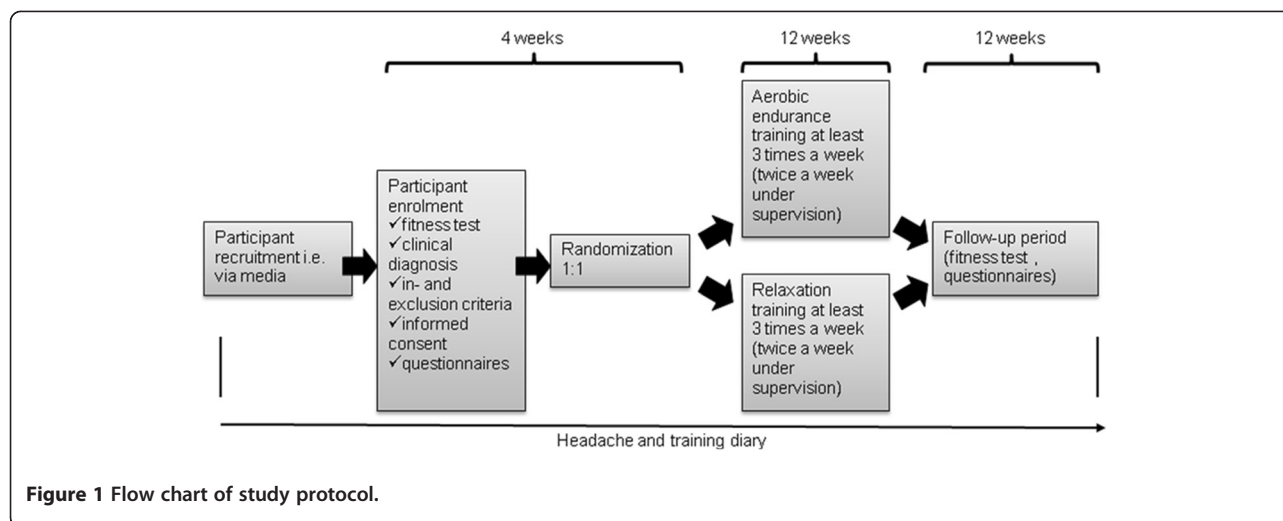 4 weeks
12 weeks
12 weeks
Participant
recruitment i.e.
via media
Participant
enrolment
✓fitness test
✓clinical
diagnosis
✓in- and
exclusion criteria
✓informed
consent
✓questionnaires
Randomization
1:1
Aerobic
endurance
training at least
3 times a week
(twice a week
under
supervision)
Relaxation
training at least
3 times a week
(twice a week
under
supervision)
Follow-up period
(fitness test ,
questionnaires)
Headache and training diary
Figure 1 Flow chart of study protocol.